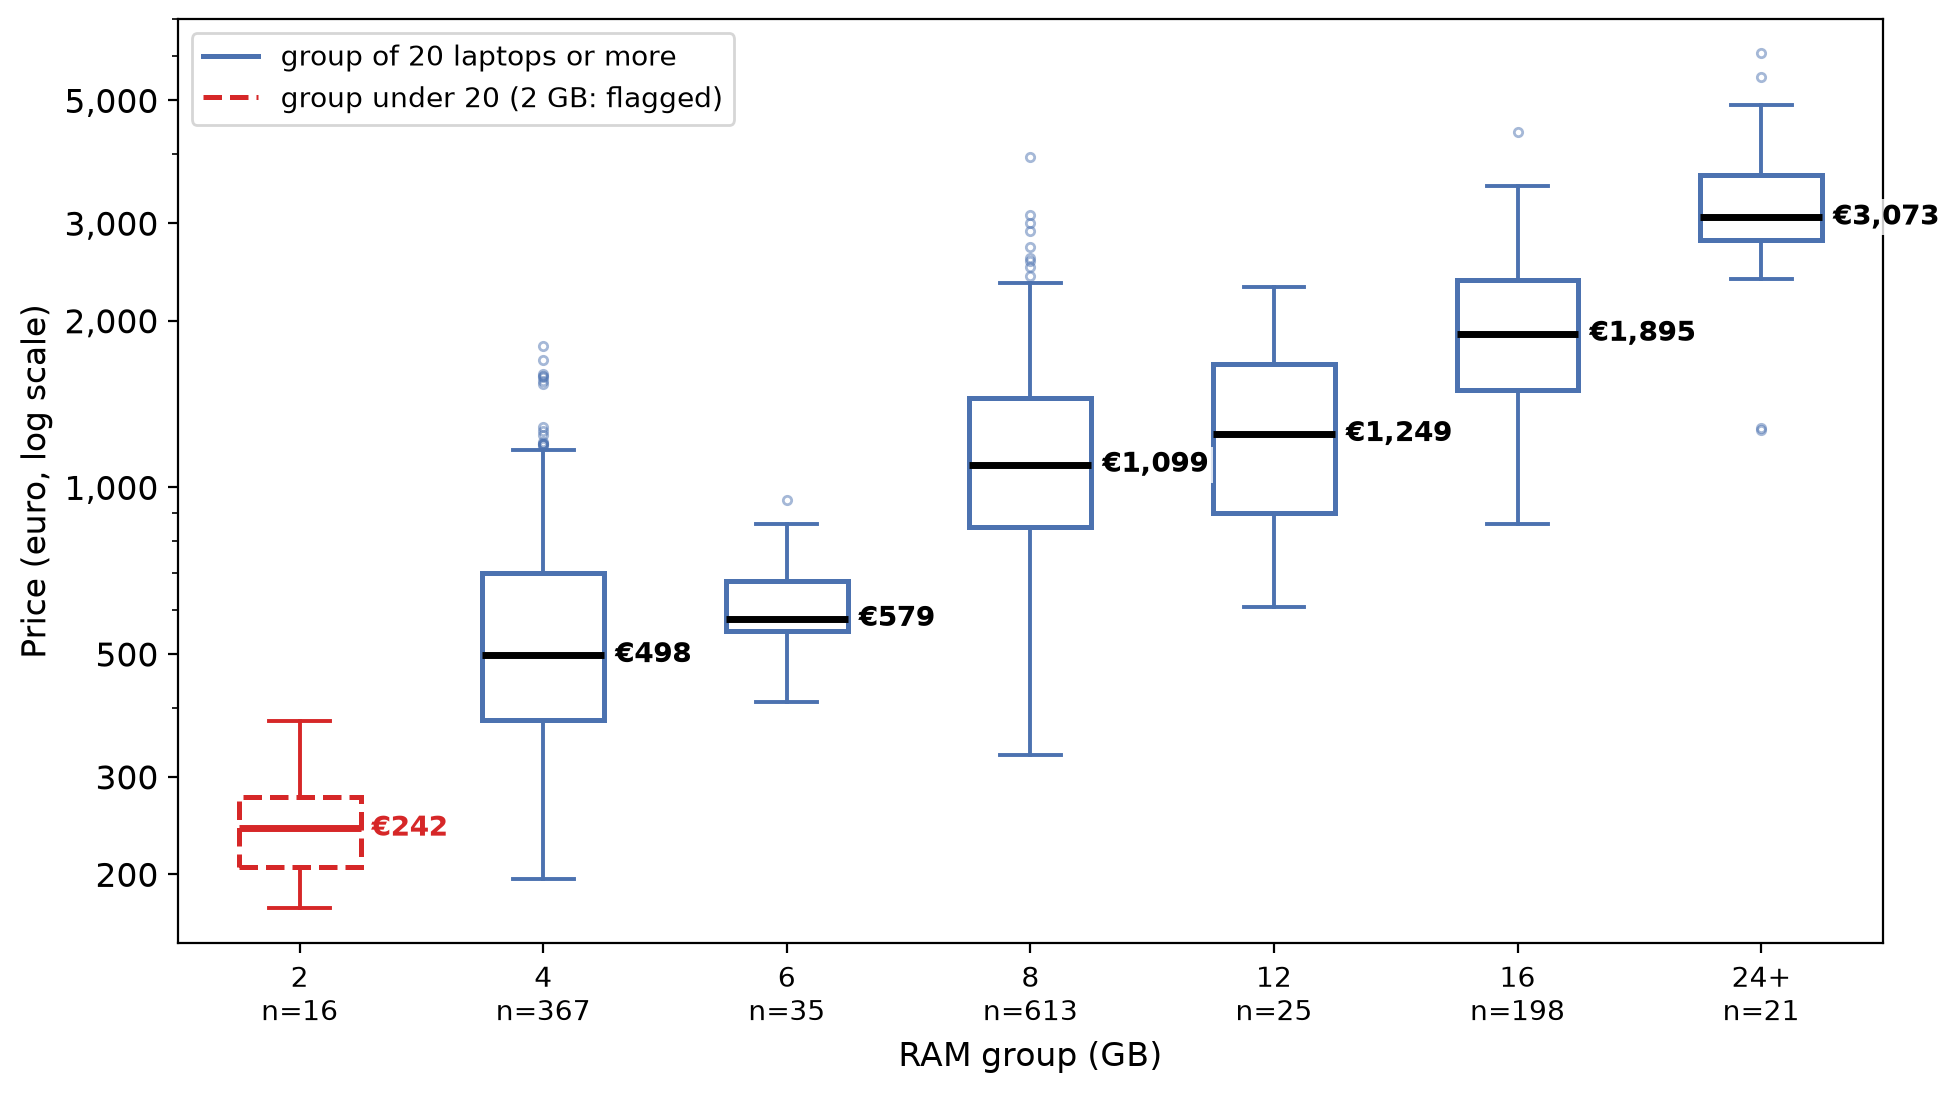 group of 20 laptops or more
group under 20 (2 GB: flagged)
Price (euro, log scale)
5,000
3,000
2,000
1,000
500
300
200
€242
€498
€579
€1,099
€1,249
€1,895
€3,073
2
n=16
4
n=367
6
n=35
8
n=613
12
n=25
16
n=198
24+
n=21
RAM group (GB)